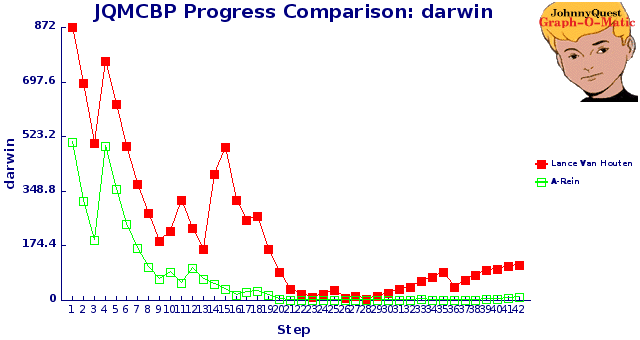 JQMCBP Progress Comparison: darwin
JohnnyQuest
Graph-O-Matic
872
697.6
523.2
348.8
174.4
0
darwin
1 2 3 4 5 6 7 8 9 10 11 12 13 14 15 16 17 18 19 20 21 22 23 24 25 26 27 28 29 30 31 32 33 34 35 36 37 38 39 40 41 42
Step
Lance Van Houten
A-Rein